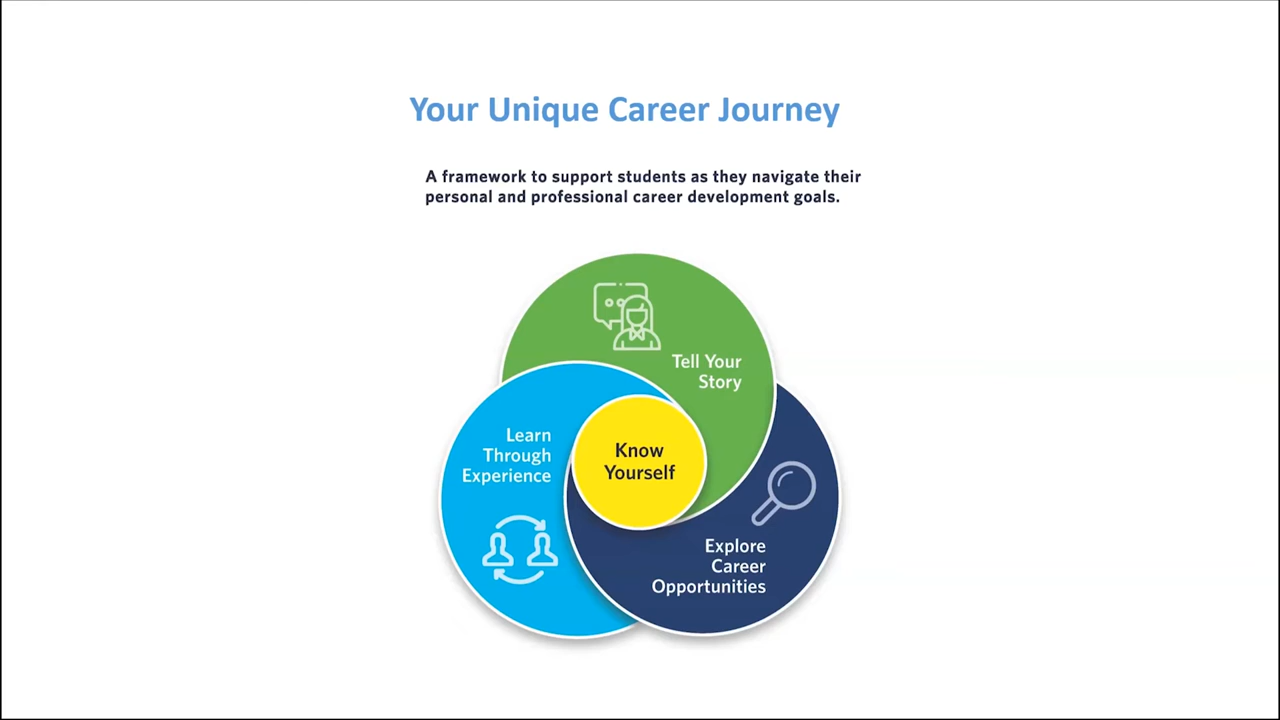 Your Unique Career Journey
A framework to support students as they navigate their
personal and professional career development goals.
Tell Your
Story
Learn
Through
Experience
Know
Yourself
Explore
Career
Opportunities